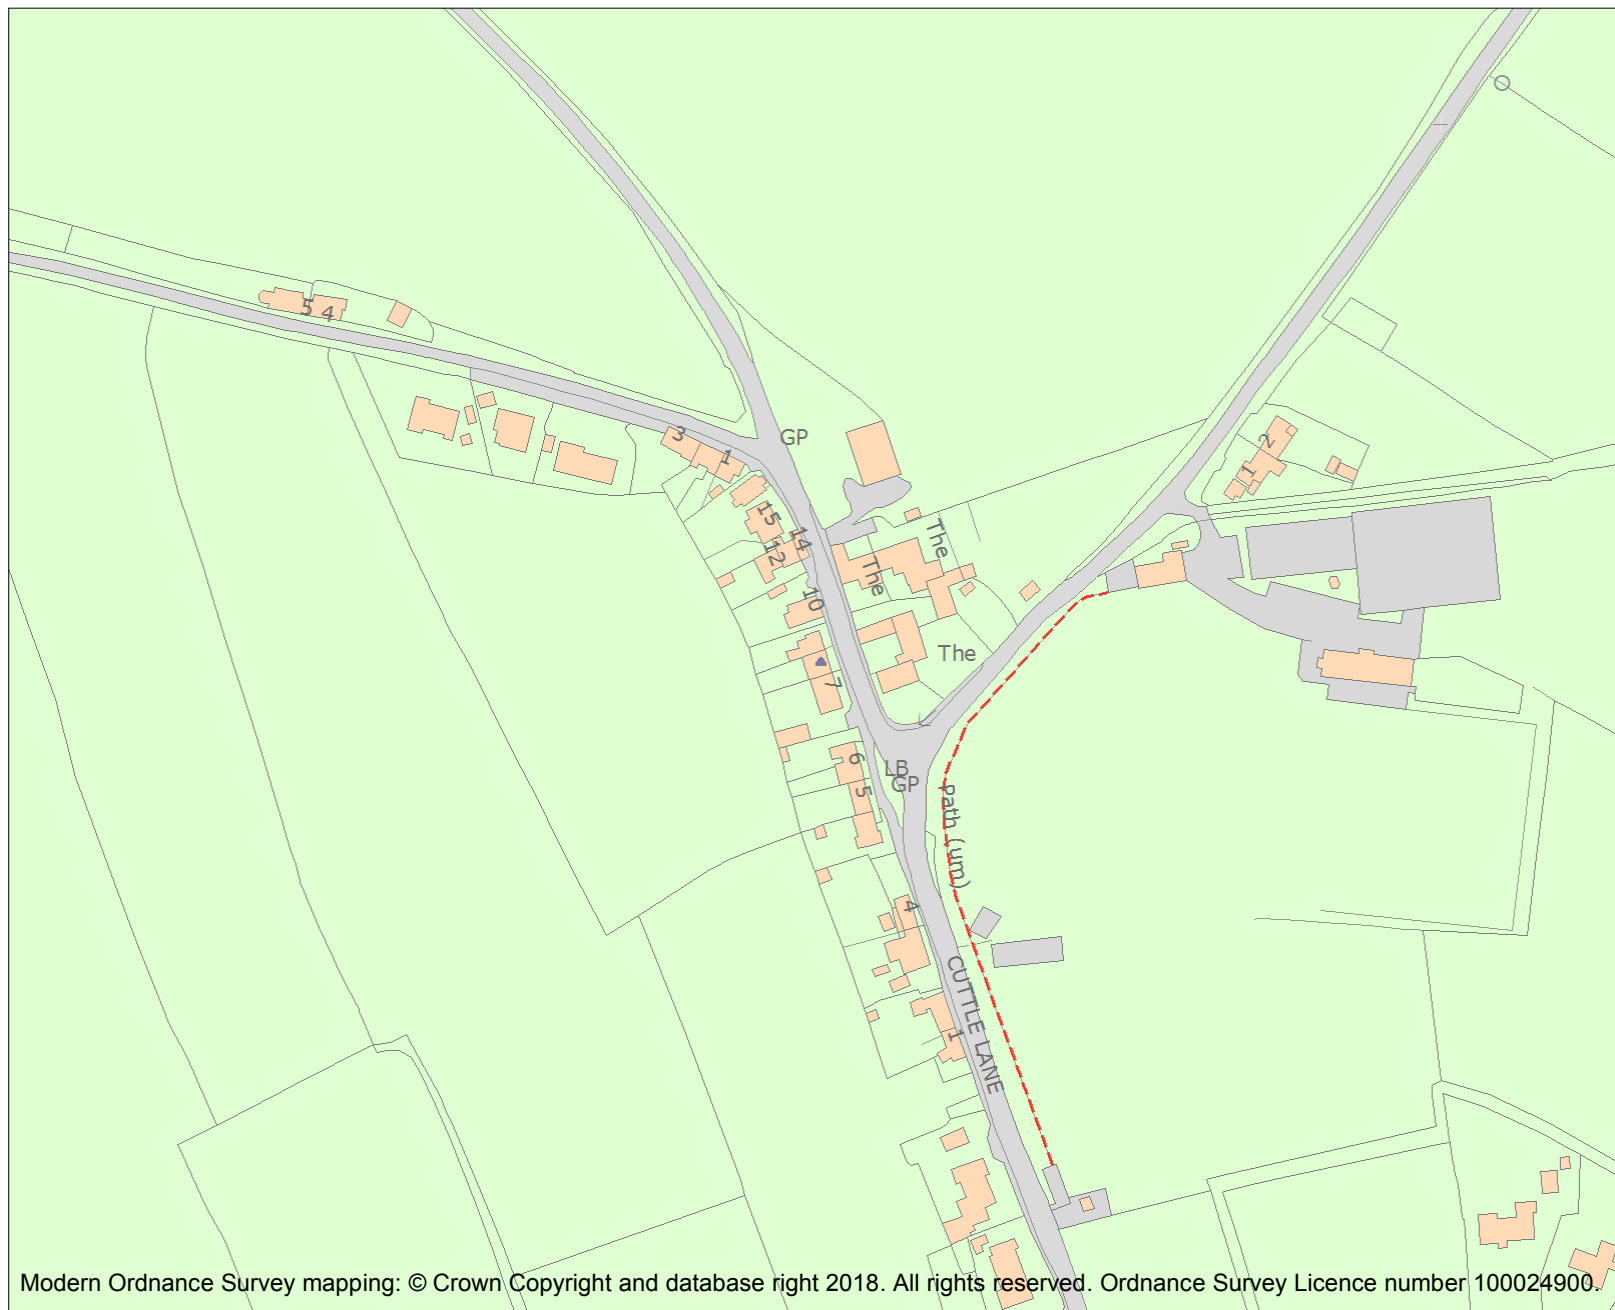 5 4
GP
3
1
2
1
15
14
12
The
The
10
The
7
6
LB
GP
5
Path (um)
4
CUTTLE LANE
1
Modern Ordnance Survey mapping: © Crown Copyright and database right 2018. All rights reserved. Ordnance Survey Licence number 100024900.